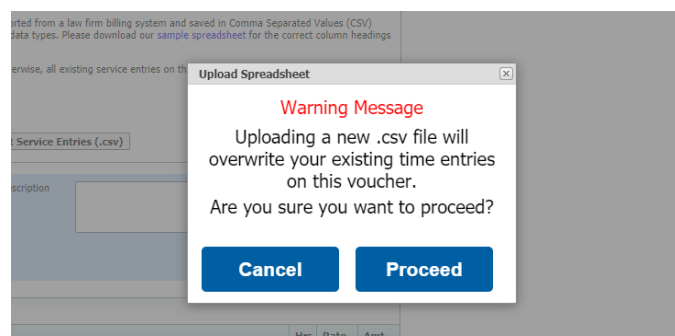 orted from a law firm billing system and saved in Comma Separated Values (CSV)
data types. Please download our sample spreadsheet for the correct column headings
erwise, all existing service entries on th
Upload Spreadsheet
Warning Message
Uploading a new .csv file will
overwrite your existing time entries
on this voucher.
Are you sure you want to proceed?
t Service Entries (.csv)
scription
Cancel Proceed
Hrs Rate Amt